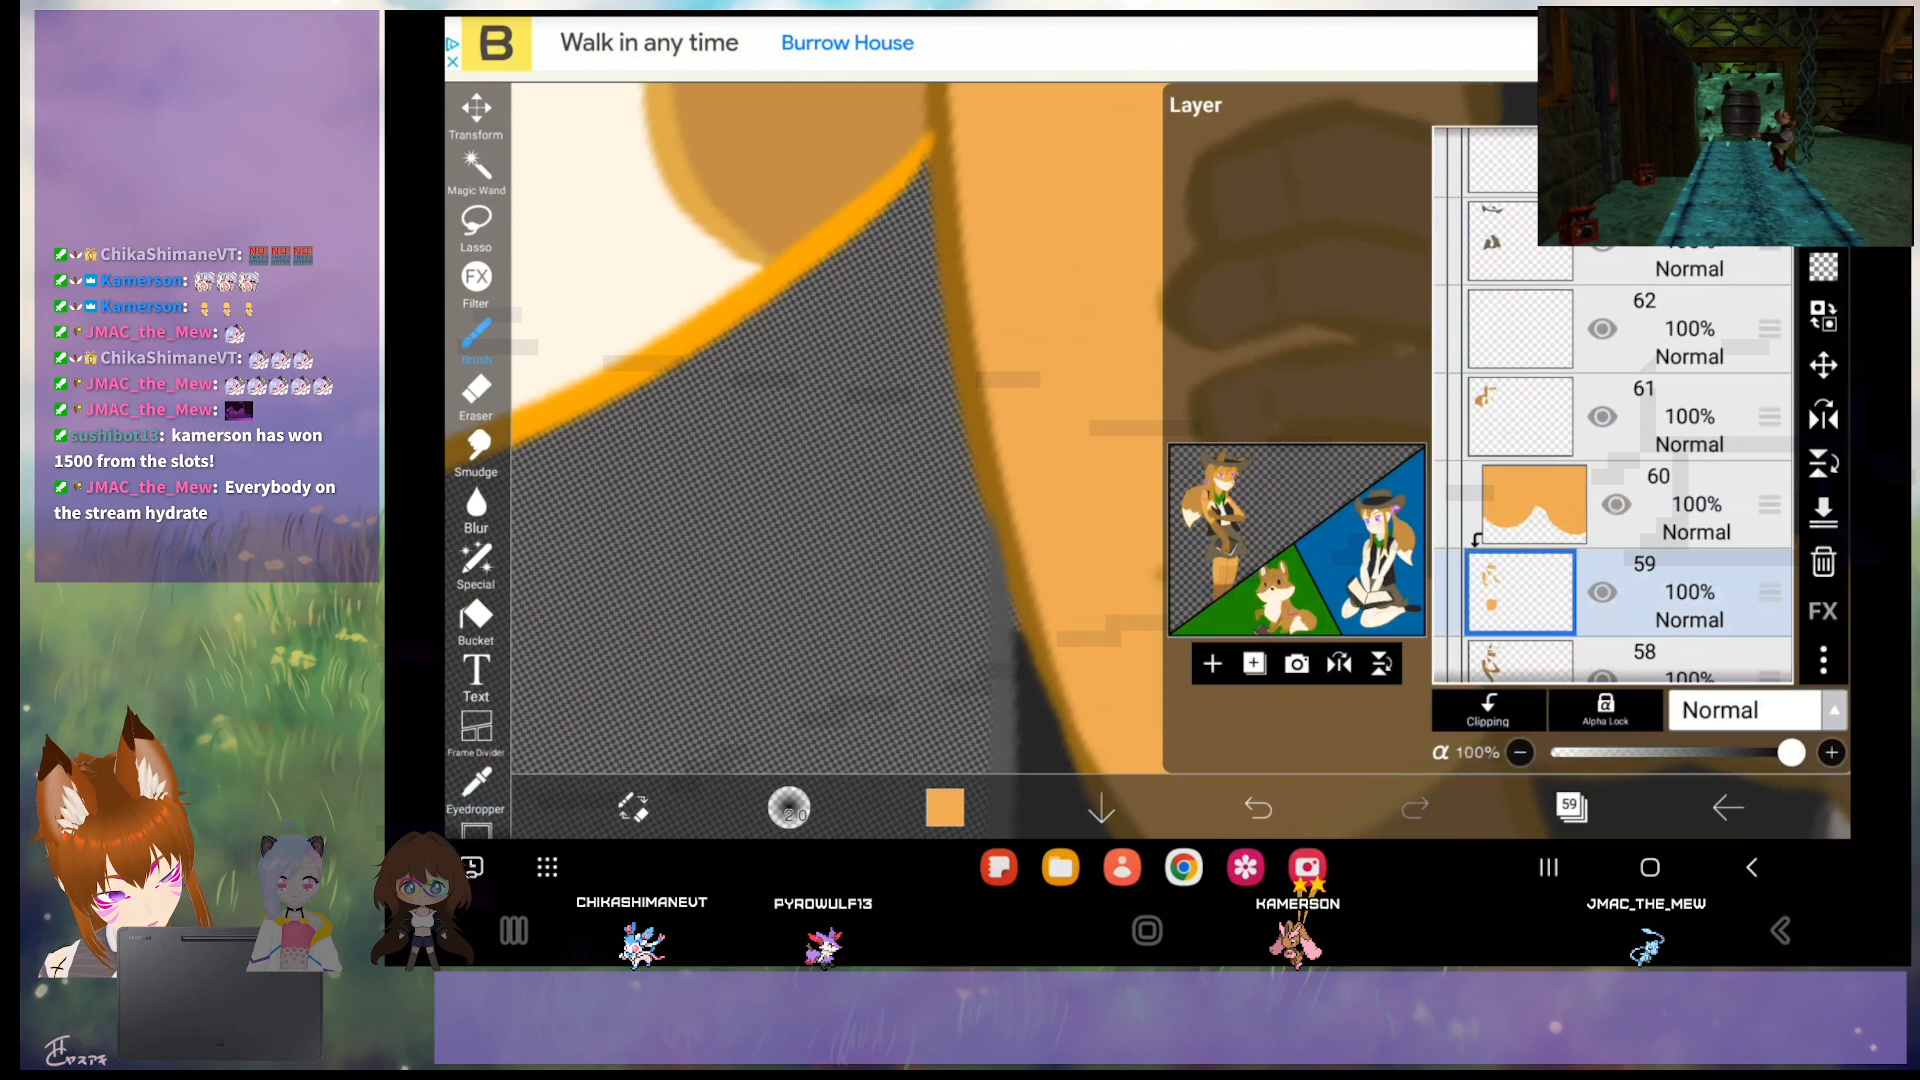 B
Walk in any time
Burrow House
Layer
Transform
Magic Wand
Lasso
FX
Filter
Brush
Eraser
Smudge
Blur
Special
Bucket
T
Text
Frame Divider
Eyedropper
Normal
62
100%
Normal
61
100%
Normal
60
100%
Normal
59
100%
Normal
58
100%
FX
Clipping
Alpha Lock
Normal
α 100%
2.0
59
ChikaShimaneVT:
Kamerson:
Kamerson:
JMAC_the_Mew:
ChikaShimaneVT:
JMAC_the_Mew:
JMAC_the_Mew:
sushibot13: kamerson has won
1500 from the slots!
JMAC_the_Mew: Everybody on
the stream hydrate
CHIKASHIMANEVT
PYROWULF13
KAMERSON
JMAC_THE_MEW